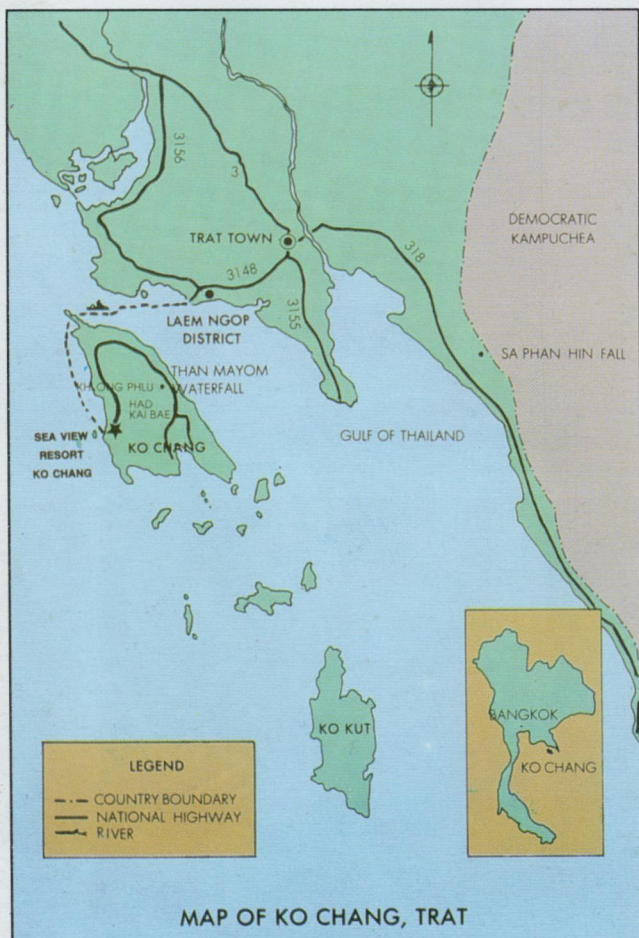 3156
3
TRAT TOWN
3148
318
3155
LAEM NGOP
DISTRICT
DEMOCRATIC
KAMPUCHEA
SA PHAN HIN FALL
KHLONG PHLU
THAN MAYOM
WATERFALL
HAD
KAI BAE
KO CHANG
SEA VIEW
RESORT
KO CHANG
GULF OF THAILAND
KO KUT
BANGKOK
KO CHANG
LEGEND
COUNTRY BOUNDARY
NATIONAL HIGHWAY
RIVER
MAP OF KO CHANG, TRAT